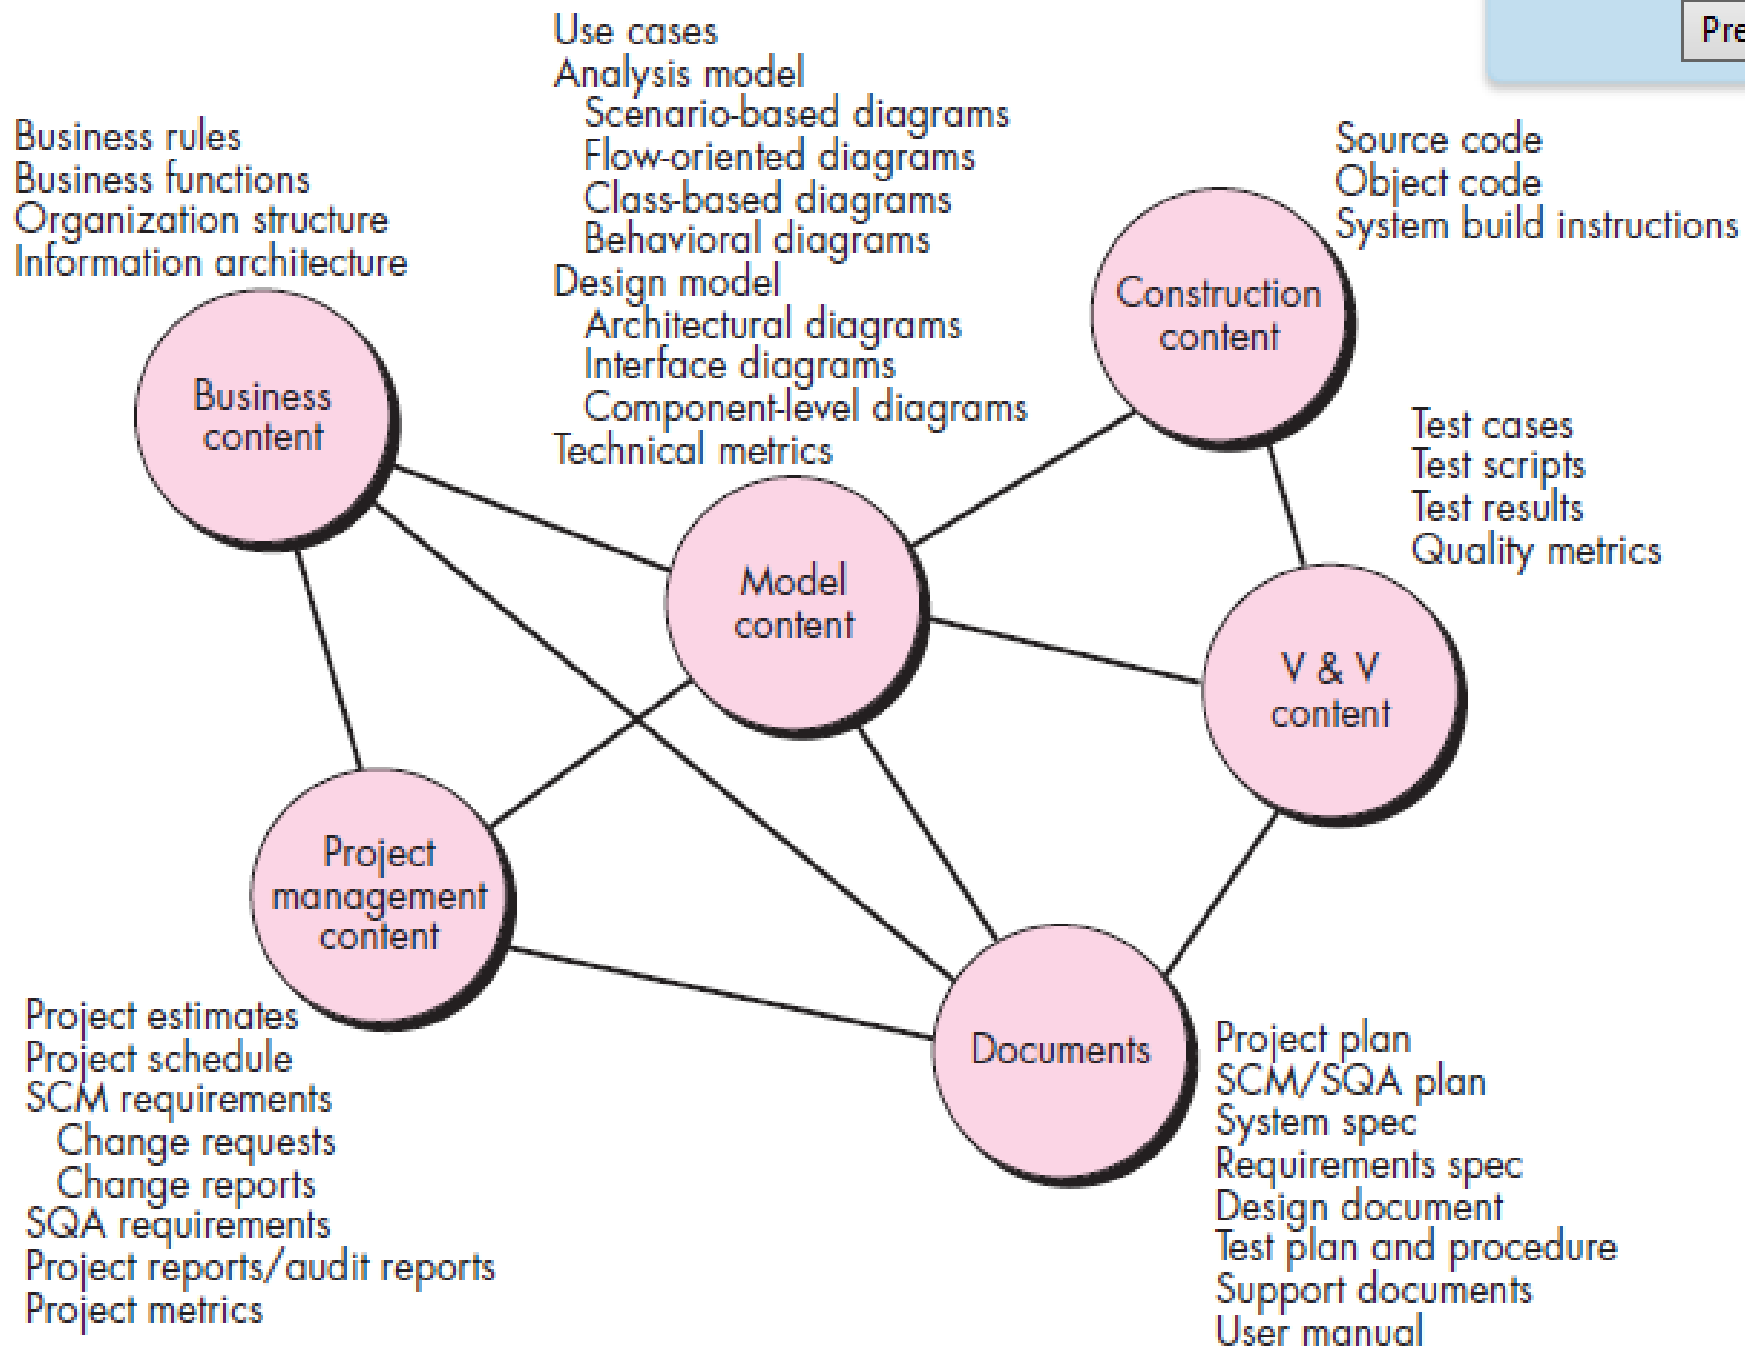 Use cases
Analysis model
Scenario-based diagrams
Flow-oriented diagrams
Class-based diagrams
Behavioral diagrams
Design model
Architectural diagrams
Interface diagrams
Component-level diagrams
Technical metrics
Pre
Business rules
Business functions
Organization structure
Information architecture
Source code
Object code
System build instructions
Business
content
Construction
content
Test cases
Test scripts
Test results
Quality metrics
Model
content
V & V
content
Project
management
content
Documents
Project estimates
Project schedule
SCM requirements
Change requests
Change reports
SQA requirements
Project reports/audit reports
Project metrics
Project plan
SCM/SQA plan
System spec
Requirements spec
Design document
Test plan and procedure
Support documents
User manual